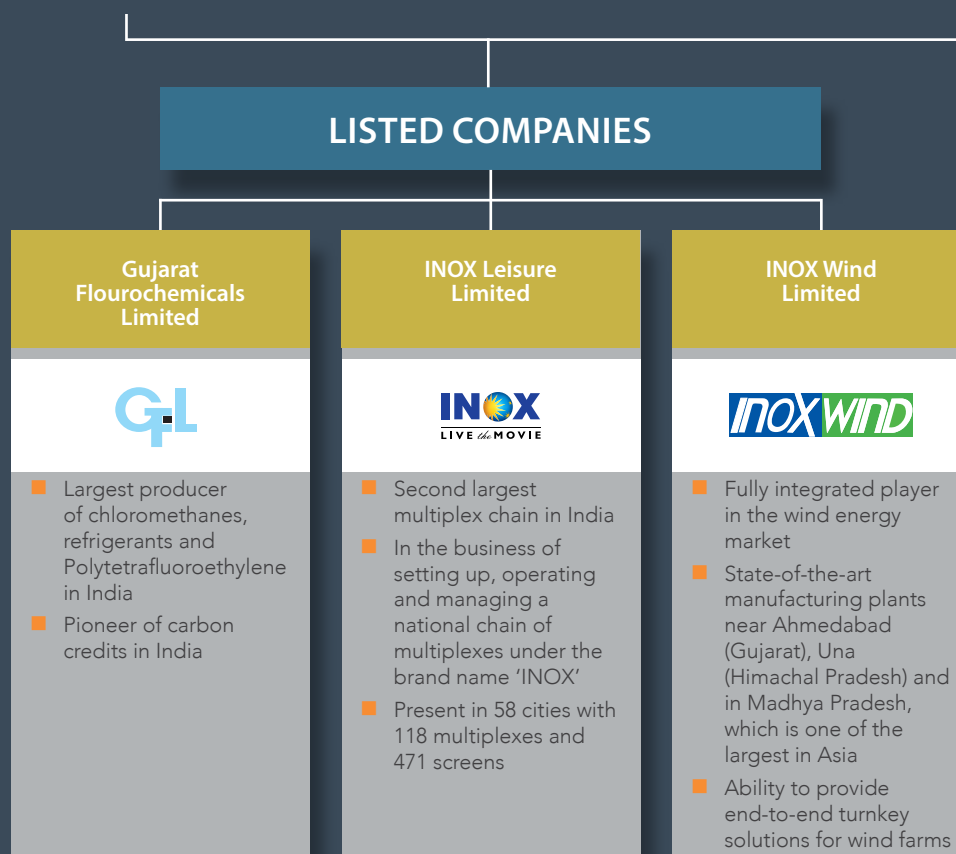 LISTED COMPANIES
Gujarat
Flourochemicals
Limited
GFL
Largest producer
of chloromethanes,
refrigerants and
Polytetrafluoroethylene
in India
Pioneer of carbon
credits in India
INOX Leisure
Limited
INOX
LIVE the MOVIE
Second largest
multiplex chain in India
In the business of
setting up, operating
and managing a
national chain of
multiplexes under the
brand name ‘INOX’
Present in 58 cities with
118 multiplexes and
471 screens
INOX Wind
Limited
INOXWIND
Fully integrated player
in the wind energy
market
State-of-the-art
manufacturing plants
near Ahmedabad
(Gujarat), Una
(Himachal Pradesh) and
in Madhya Pradesh,
which is one of the
largest in Asia
Ability to provide
end-to-end turnkey
solutions for wind farms